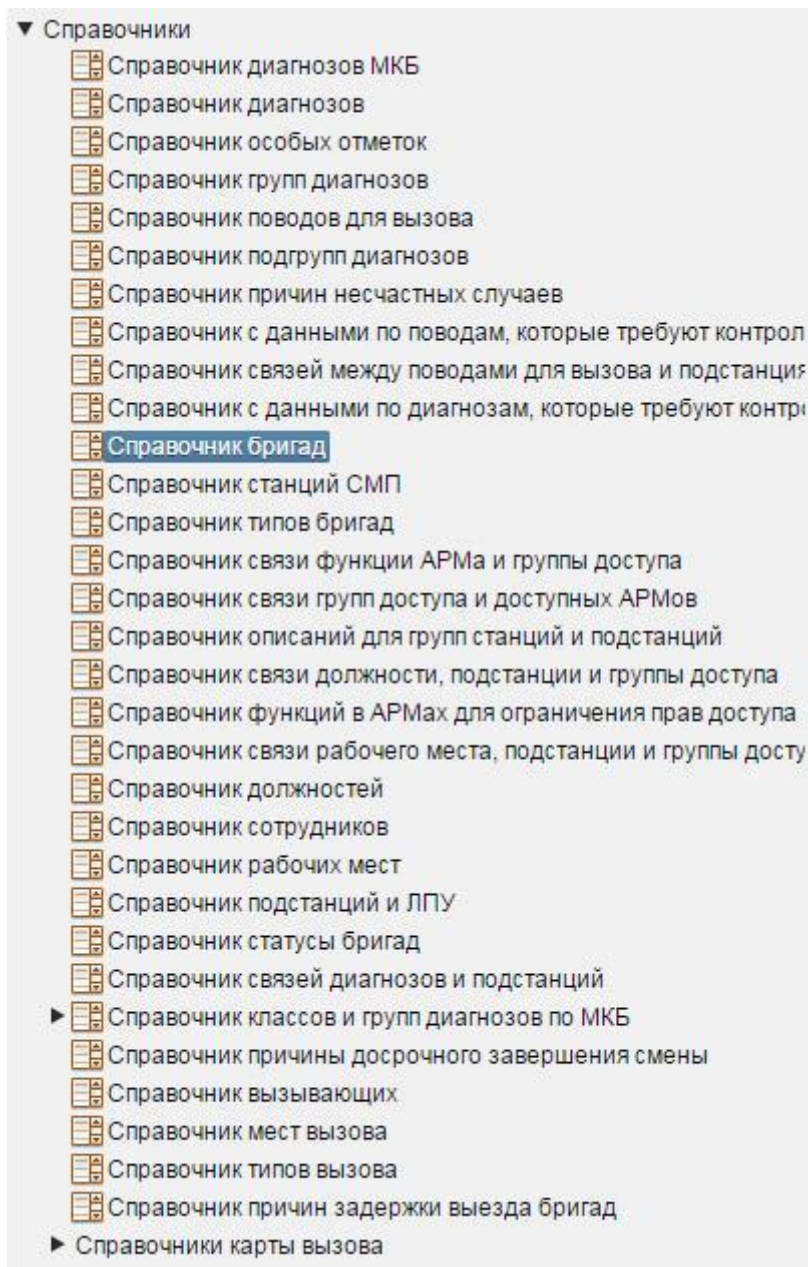 Справочники
Справочник диагнозов МКБ
Справочник диагнозов
Справочник особых отметок
Справочник групп диагнозов
Справочник поводов для вызова
Справочник подгрупп диагнозов
Справочник причин несчастных случаев
Справочник с данными по поводам, которые требуют контрол
Справочник связей между поводами для вызова и подстанция
Справочник с данными по диагнозам, которые требуют контр
Справочник бригад
Справочник станций СМП
Справочник типов бригад
Справочник связи функции АРМа и группы доступа
Справочник связи групп доступа и доступных АРМов
Справочник описаний для групп станций и подстанций
Справочник связи должности, подстанции и группы доступа
Справочник функций в АРМах для ограничения прав доступа
Справочник связи рабочего места, подстанции и группы досту
Справочник должностей
Справочник сотрудников
Справочник рабочих мест
Справочник подстанций и ЛПУ
Справочник статусы бригад
Справочник связей диагнозов и подстанций
Справочник классов и групп диагнозов по МКБ
Справочник причины досрочного завершения смены
Справочник вызывающих
Справочник мест вызова
Справочник типов вызова
Справочник причин задержки выезда бригад
Справочники карты вызова